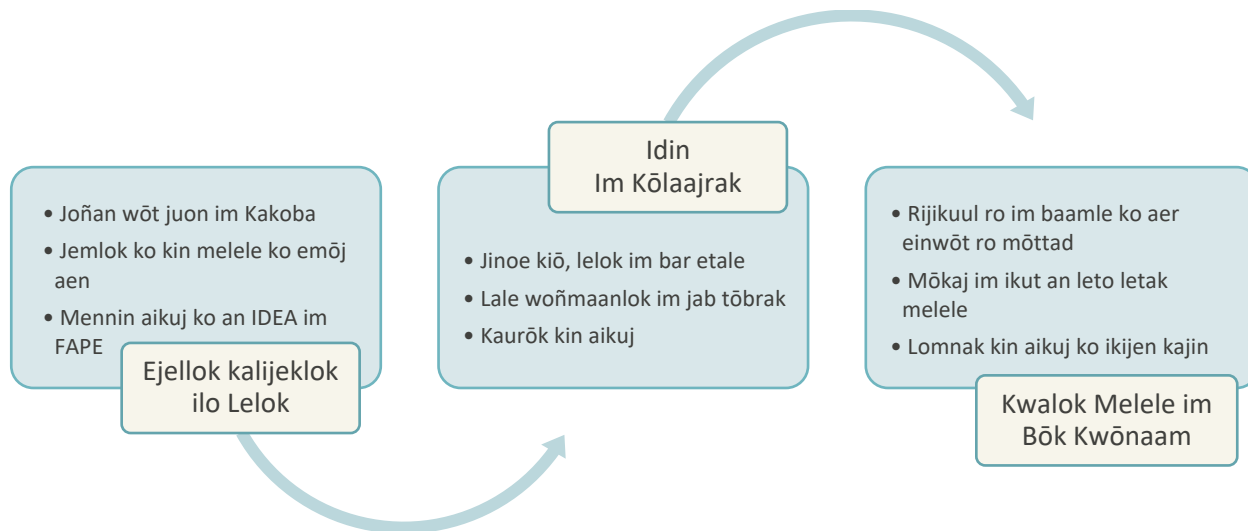 • Joñan wōt juon im Kakoba
• Jemlok ko kin melele ko emōj
aen
• Mennin aikuj ko an IDEA im
FAPE
Ejellok kalijeklok
ilo Lelok
Idin
Im Kōlaajrak
• Jinoe kiō, lelok im bar etale
• Lale woñmaanlok im jab tōbrak
• Kaurōk kin aikuj
• Rijikuul ro im baamle ko aer
einwōt ro mōttad
• Mōkaj im ikut an leto letak
melele
• Lomnak kin aikuj ko ikijen kajin
Kwalok Melele im
Bōk Kwōnaam